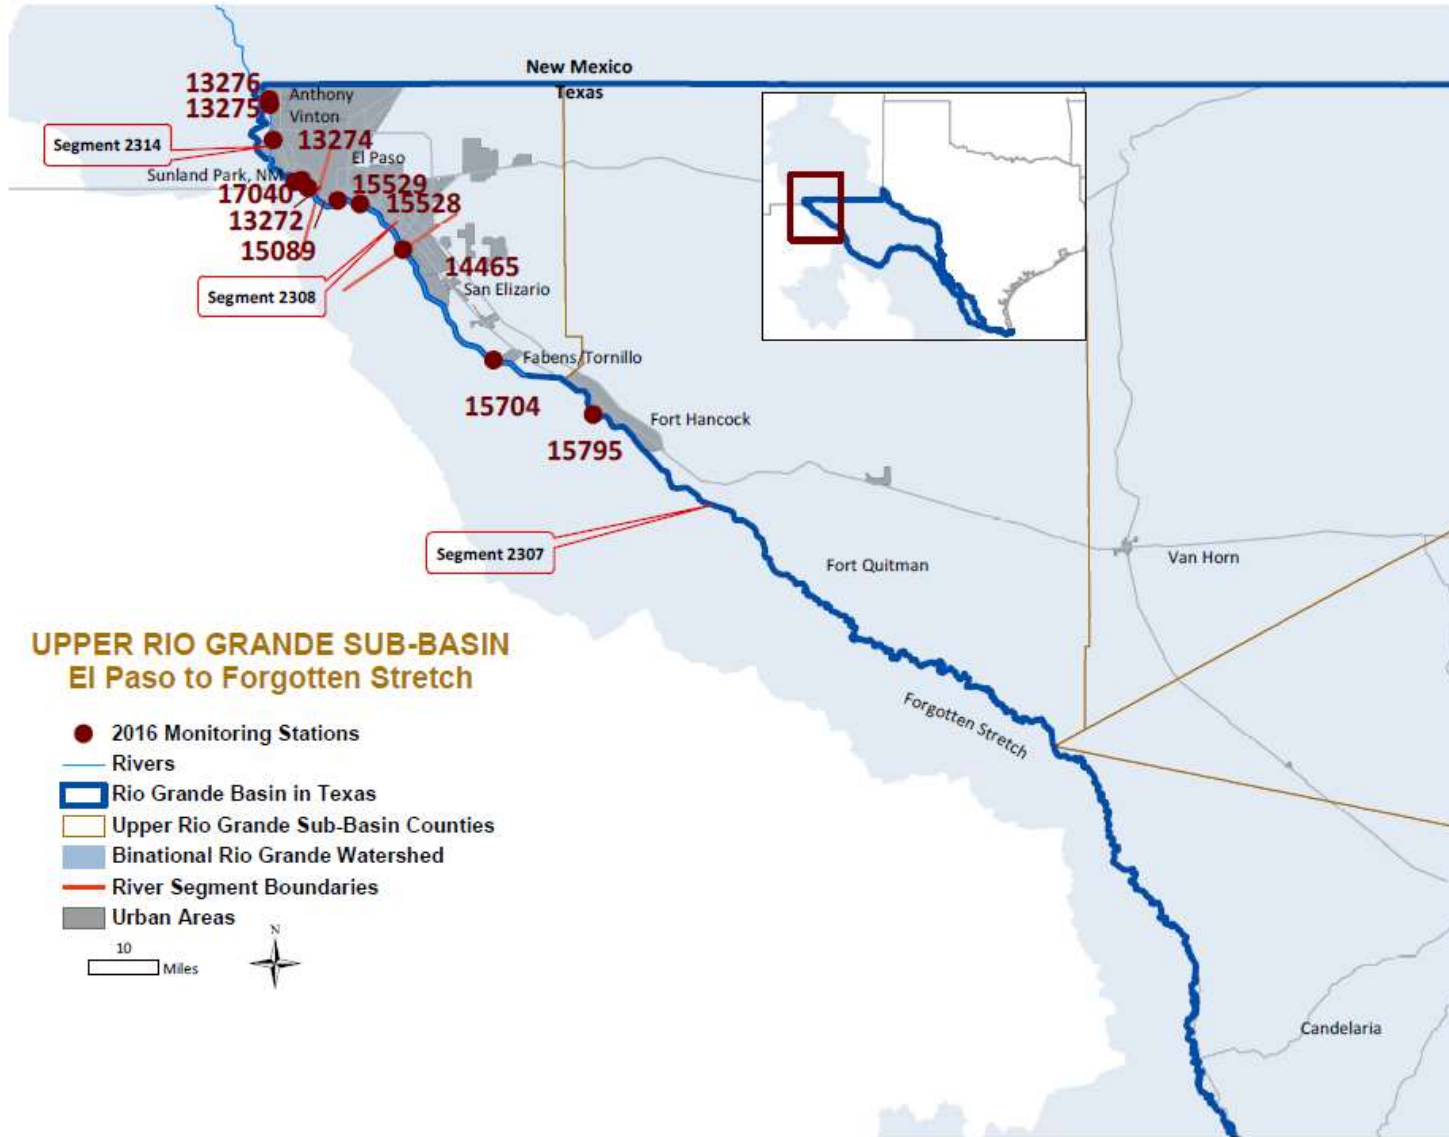 New Mexico
Texas
13276
Anthony
13275
Vinton
Segment 2314
13274
El Paso
Sunland Park, NM
15529
17040
15528
13272
15089
14465
Segment 2308
San Elizario
Fabens/Tornillo
15704
Fort Hancock
15795
Segment 2307
Fort Quitman
Van Horn
UPPER RIO GRANDE SUB-BASIN
El Paso to Forgotten Stretch
Forgotten Stretch
2016 Monitoring Stations
Rivers
Rio Grande Basin in Texas
Upper Rio Grande Sub-Basin Counties
Binational Rio Grande Watershed
River Segment Boundaries
Urban Areas
N
10
Miles
Candelaria